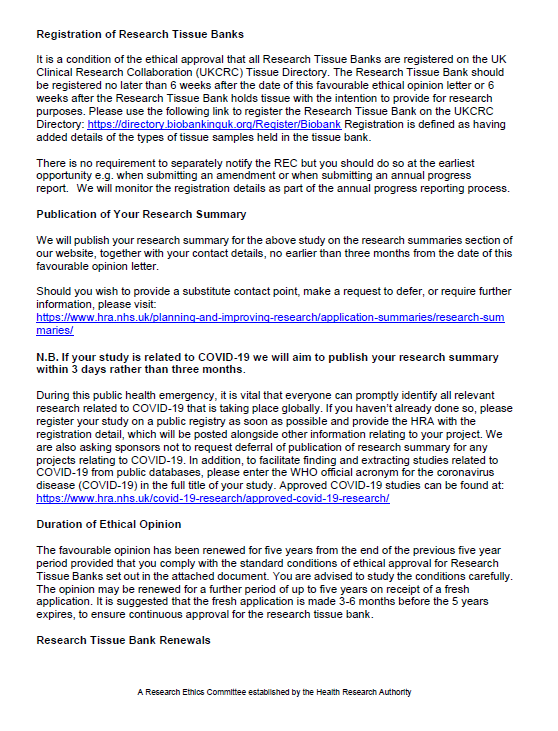 Registration of Research Tissue Banks
It is a condition of the ethical approval that all Research Tissue Banks are registered on the UK
Clinical Research Collaboration (UKCRC) Tissue Directory. The Research Tissue Bank should
be registered no later than 6 weeks after the date of this favourable ethical opinion letter or 6
weeks after the Research Tissue Bank holds tissue with the intention to provide for research
purposes. Please use the following link to register the Research Tissue Bank on the UKCRC
Directory: https://directory.biobankinguk.org/Register/Biobank Registration is defined as having
added details of the types of tissue samples held in the tissue bank.
There is no requirement to separately notify the REC but you should do so at the earliest
opportunity e.g. when submitting an amendment or when submitting an annual progress
report. We will monitor the registration details as part of the annual progress reporting process.
Publication of Your Research Summary
We will publish your research summary for the above study on the research summaries section of
our website, together with your contact details, no earlier than three months from the date of this
favourable opinion letter.
Should you wish to provide a substitute contact point, make a request to defer, or require further
information, please visit:
https://www.hra.nhs.uk/planning-and-improving-research/application-summaries/research-sum
maries/
N.B. If your study is related to COVID-19 we will aim to publish your research summary
within 3 days rather than three months.
During this public health emergency, it is vital that everyone can promptly identify all relevant
research related to COVID-19 that is taking place globally. If you haven't already done so, please
register your study on a public registry as soon as possible and provide the HRA with the
registration detail, which will be posted alongside other information relating to your project. We
are also asking sponsors not to request deferral of publication of research summary for any
projects relating to COVID-19. In addition, to facilitate finding and extracting studies related to
COVID-19 from public databases, please enter the WHO official acronym for the coronavirus
disease (COVID-19) in the full title of your study. Approved COVID-19 studies can be found at:
https://www.hra.nhs.uk/covid-19-research/approved-covid-19-research/
Duration of Ethical Opinion
The favourable opinion has been renewed for five years from the end of the previous five year
period provided that you comply with the standard conditions of ethical approval for Research
Tissue Banks set out in the attached document. You are advised to study the conditions carefully.
The opinion may be renewed for a further period of up to five years on receipt of a fresh
application. It is suggested that the fresh application is made 3-6 months before the 5 years
expires, to ensure continuous approval for the research tissue bank.
Research Tissue Bank Renewals
A Research Ethics Committee established by the Health Research Authority